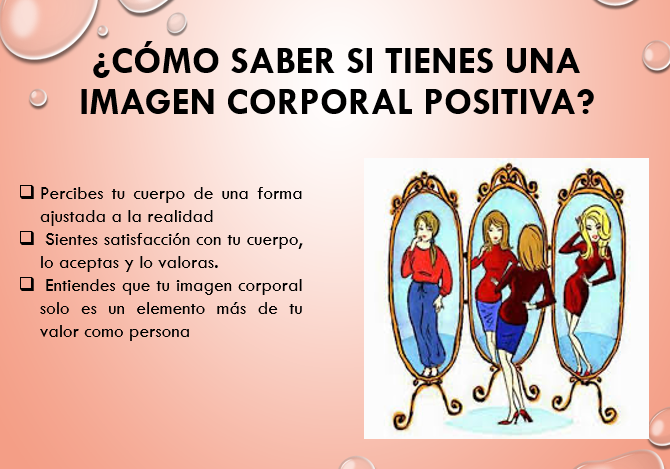 ¿CÓMO SABER SI TIENES UNA
IMAGEN CORPORAL POSITIVA?
Percibes tu cuerpo de una forma
ajustada a la realidad
Sientes satisfacción con tu cuerpo,
lo aceptas y lo valoras.
Entiendes que tu imagen corporal
solo es un elemento más de tu
valor como persona